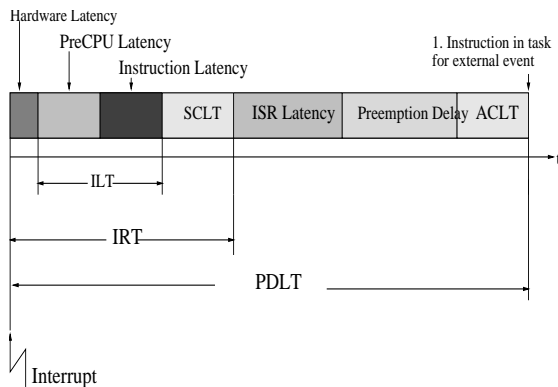 Hardware Latency
PreCPU Latency
Instruction Latency
1. Instruction in task
for external event
SCLT
ISR Latency
Preemption Delay
ACLT
t
ILT
IRT
PDLT
Interrupt